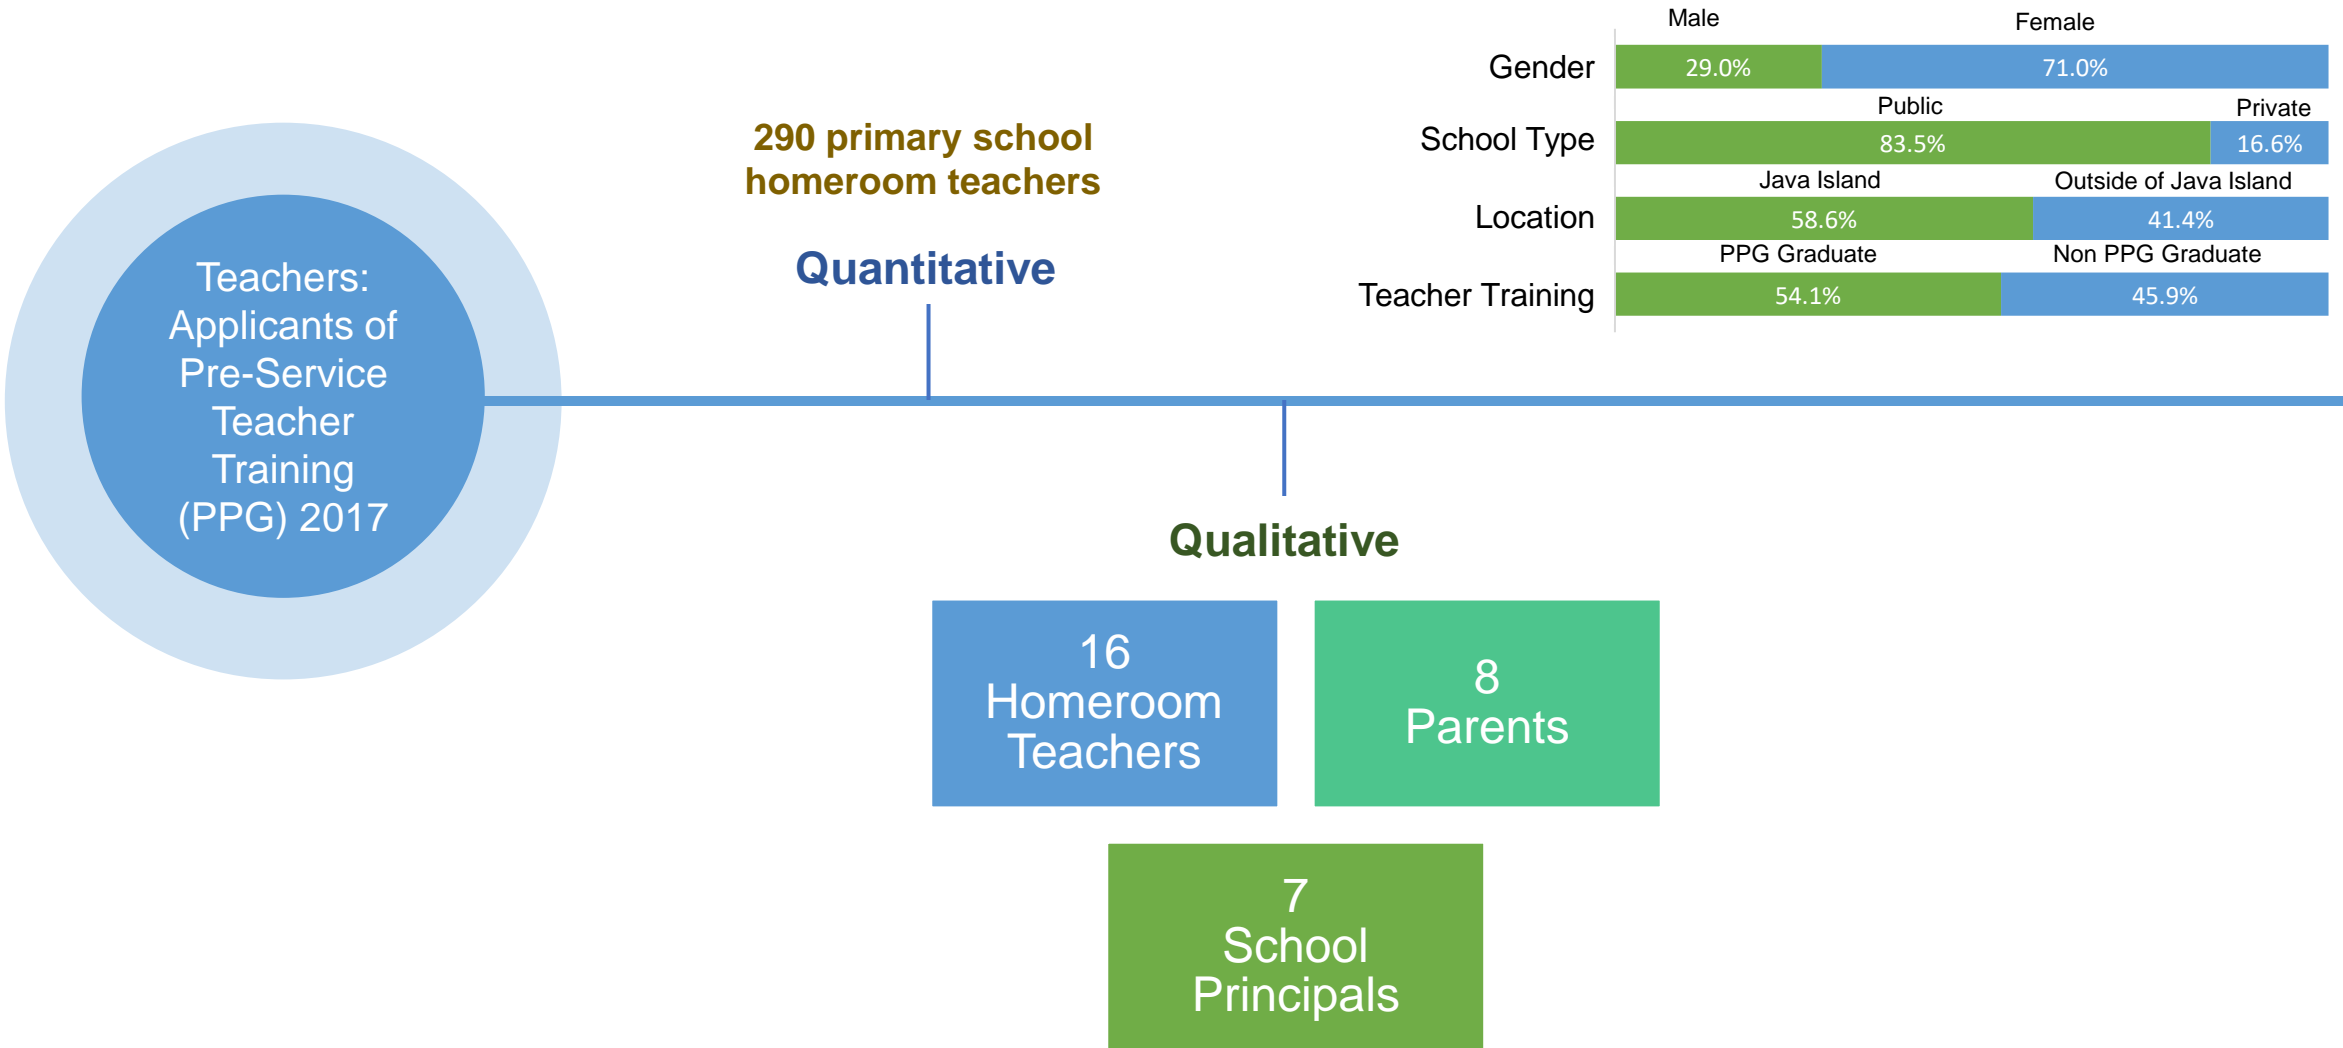 Teachers:
Applicants of
Pre-Service
Teacher
Training
(PPG) 2017
290 primary school
homeroom teachers
Quantitative
Male Female
Gender 29.0% 71.0%
Public Private
School Type 83.5% 16.6%
Java Island Outside of Java Island
Location 58.6% 41.4%
PPG Graduate Non PPG Graduate
Teacher Training 54.1% 45.9%
Qualitative
16
Homeroom
Teachers
8
Parents
7
School
Principals